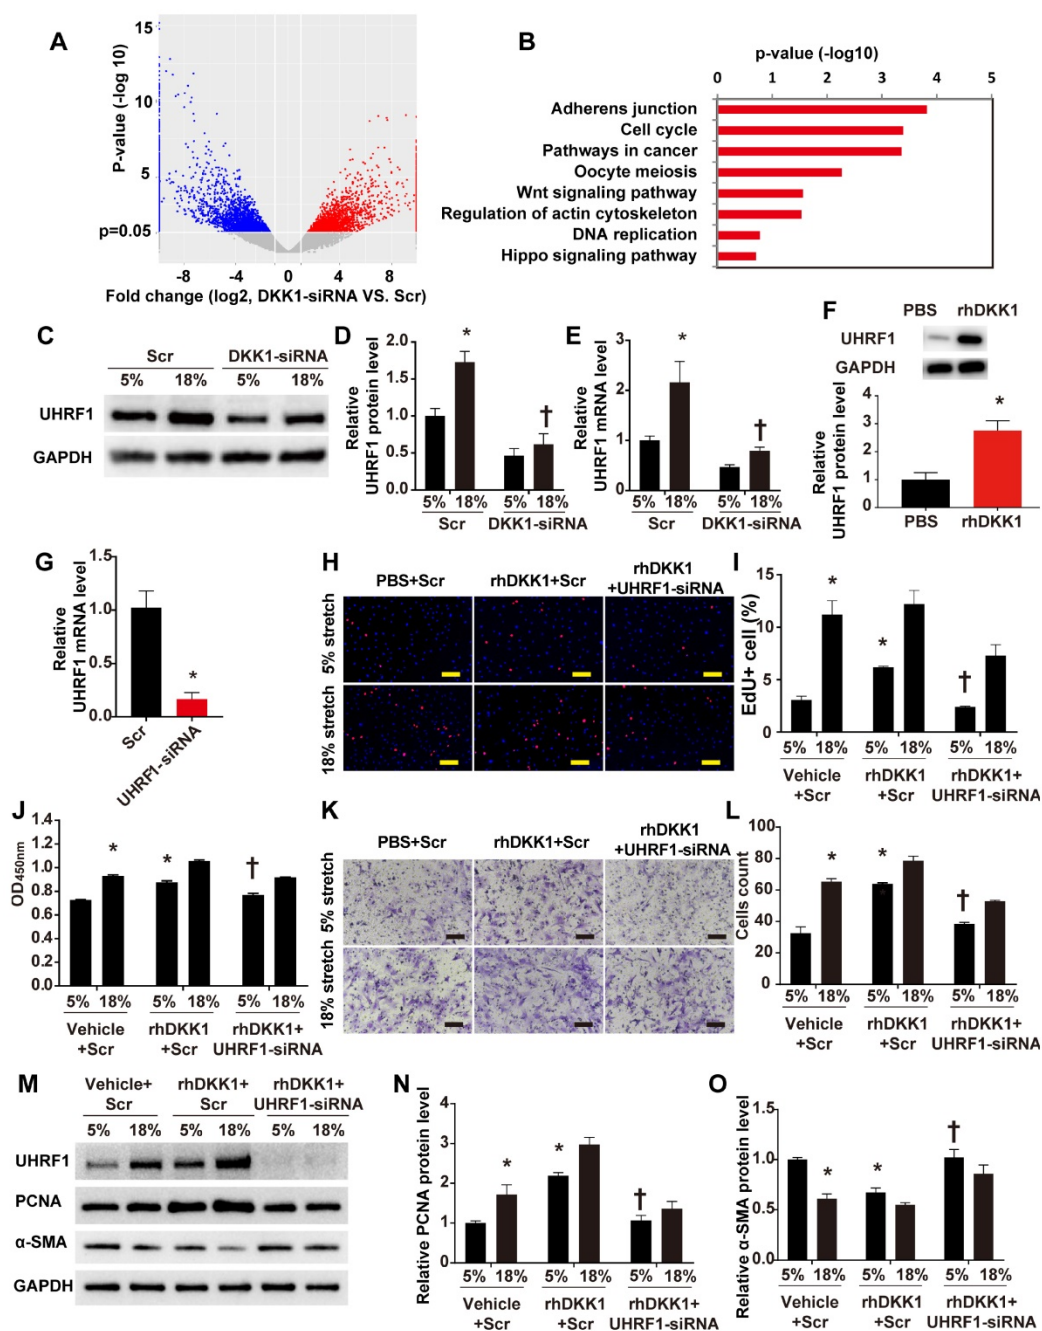 A
15
10
5
p=0.05
P-value (-log 10)
-8 -4 0 4 8
Fold change (log2, DKK1-siRNA VS. Scr)
B
p-value (-log10)
0 1 2 3 4 5
Adherens junction
Cell cycle
Pathways in cancer
Oocyte meiosis
Wnt signaling pathway
Regulation of actin cytoskeleton
DNA replication
Hippo signaling pathway
C
Scr DKK1-siRNA
5% 18% 5% 18%
UHRF1
GAPDH
D
Relative
UHRF1 protein level
2.0
1.5
1.0
0.5
0.0
*
†
5% 18% 5% 18%
Scr DKK1-siRNA
E
Relative
UHRF1 mRNA level
3
2
1
0
*
†
5% 18% 5% 18%
Scr DKK1-siRNA
F
PBS rhDKK1
UHRF1
GAPDH
Relative
UHRF1 protein level
4
3
2
1
0
*
PBS rhDKK1
G
Relative
UHRF1 mRNA level
1.5
1.0
0.5
0.0
*
Scr
UHRF1-siRNA
H
PBS+Scr rhDKK1+Scr rhDKK1
+UHRF1-siRNA
5% stretch
18% stretch
I
EdU+ cell (%)
15
10
5
0
*
*
†
5% 18% 5% 18% 5% 18%
Vehicle rhDKK1 rhDKK1+
+Scr +Scr UHRF1-siRNA
J
OD450nm
1.4
1.2
1.0
0.8
0.6
0.4
0.2
0.0
*
*
†
5% 18% 5% 18% 5% 18%
Vehicle rhDKK1 rhDKK1+
+Scr +Scr UHRF1-siRNA
K
PBS+Scr rhDKK1+Scr rhDKK1
+UHRF1-siRNA
5% stretch
18% stretch
L
Cells count
100
80
60
40
20
0
*
*
†
5% 18% 5% 18% 5% 18%
Vehicle rhDKK1 rhDKK1+
+Scr +Scr UHRF1-siRNA
M
Vehicle+ rhDKK1+ rhDKK1+
Scr Scr UHRF1-siRNA
5% 18% 5% 18% 5% 18%
UHRF1
PCNA
α-SMA
GAPDH
N
Relative PCNA protein level
4
3
2
1
0
*
*
†
5% 18% 5% 18% 5% 18%
Vehicle rhDKK1 rhDKK1+
+Scr +Scr UHRF1-siRNA
O
Relative α-SMA protein level
1.5
1.0
0.5
0.0
*
*
†
5% 18% 5% 18% 5% 18%
Vehicle rhDKK1 rhDKK1+
+Scr +Scr UHRF1-siRNA